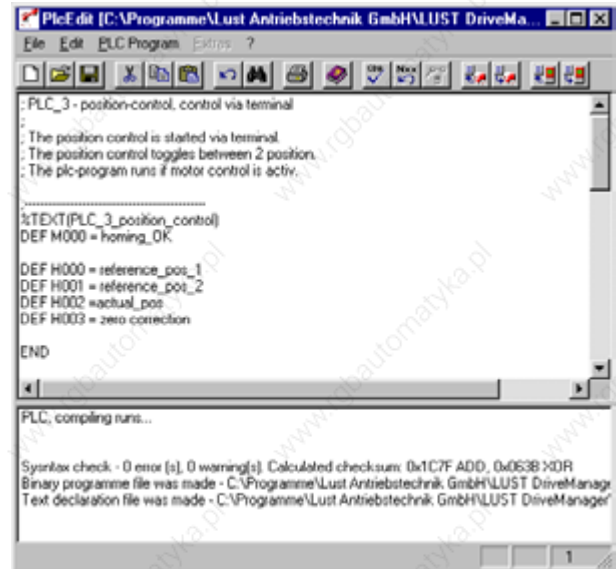 PlcEdit [C:\Programme\Lust Antriebstechnik GmbH\LUST DriveMa...
File Edit PLC Program Extras ?
; PLC_3 - position-control, control via terminal
;
; The position control is started via terminal.
; The position control toggles between 2 position.
; The plc-program runs if motor control is activ.
;----------------------------------------
%TEXT(PLC_3_position_control)
DEF M000 = homing_OK
DEF H000 = reference_pos_1
DEF H001 = reference_pos_2
DEF H002 =actual_pos
DEF H003 = zero correction
END
PLC, compiling runs...
Sysntax check - 0 error (s), 0 warning(s). Calculated checksum: 0x1C7F ADD, 0x063B XOR
Binary programme file was made - C:\Programme\Lust Antriebstechnik GmbH\LUST DriveManage
Text declaration file was made - C:\Programme\Lust Antriebstechnik GmbH\LUST DriveManager
1
www.rgbautomatyka.pl